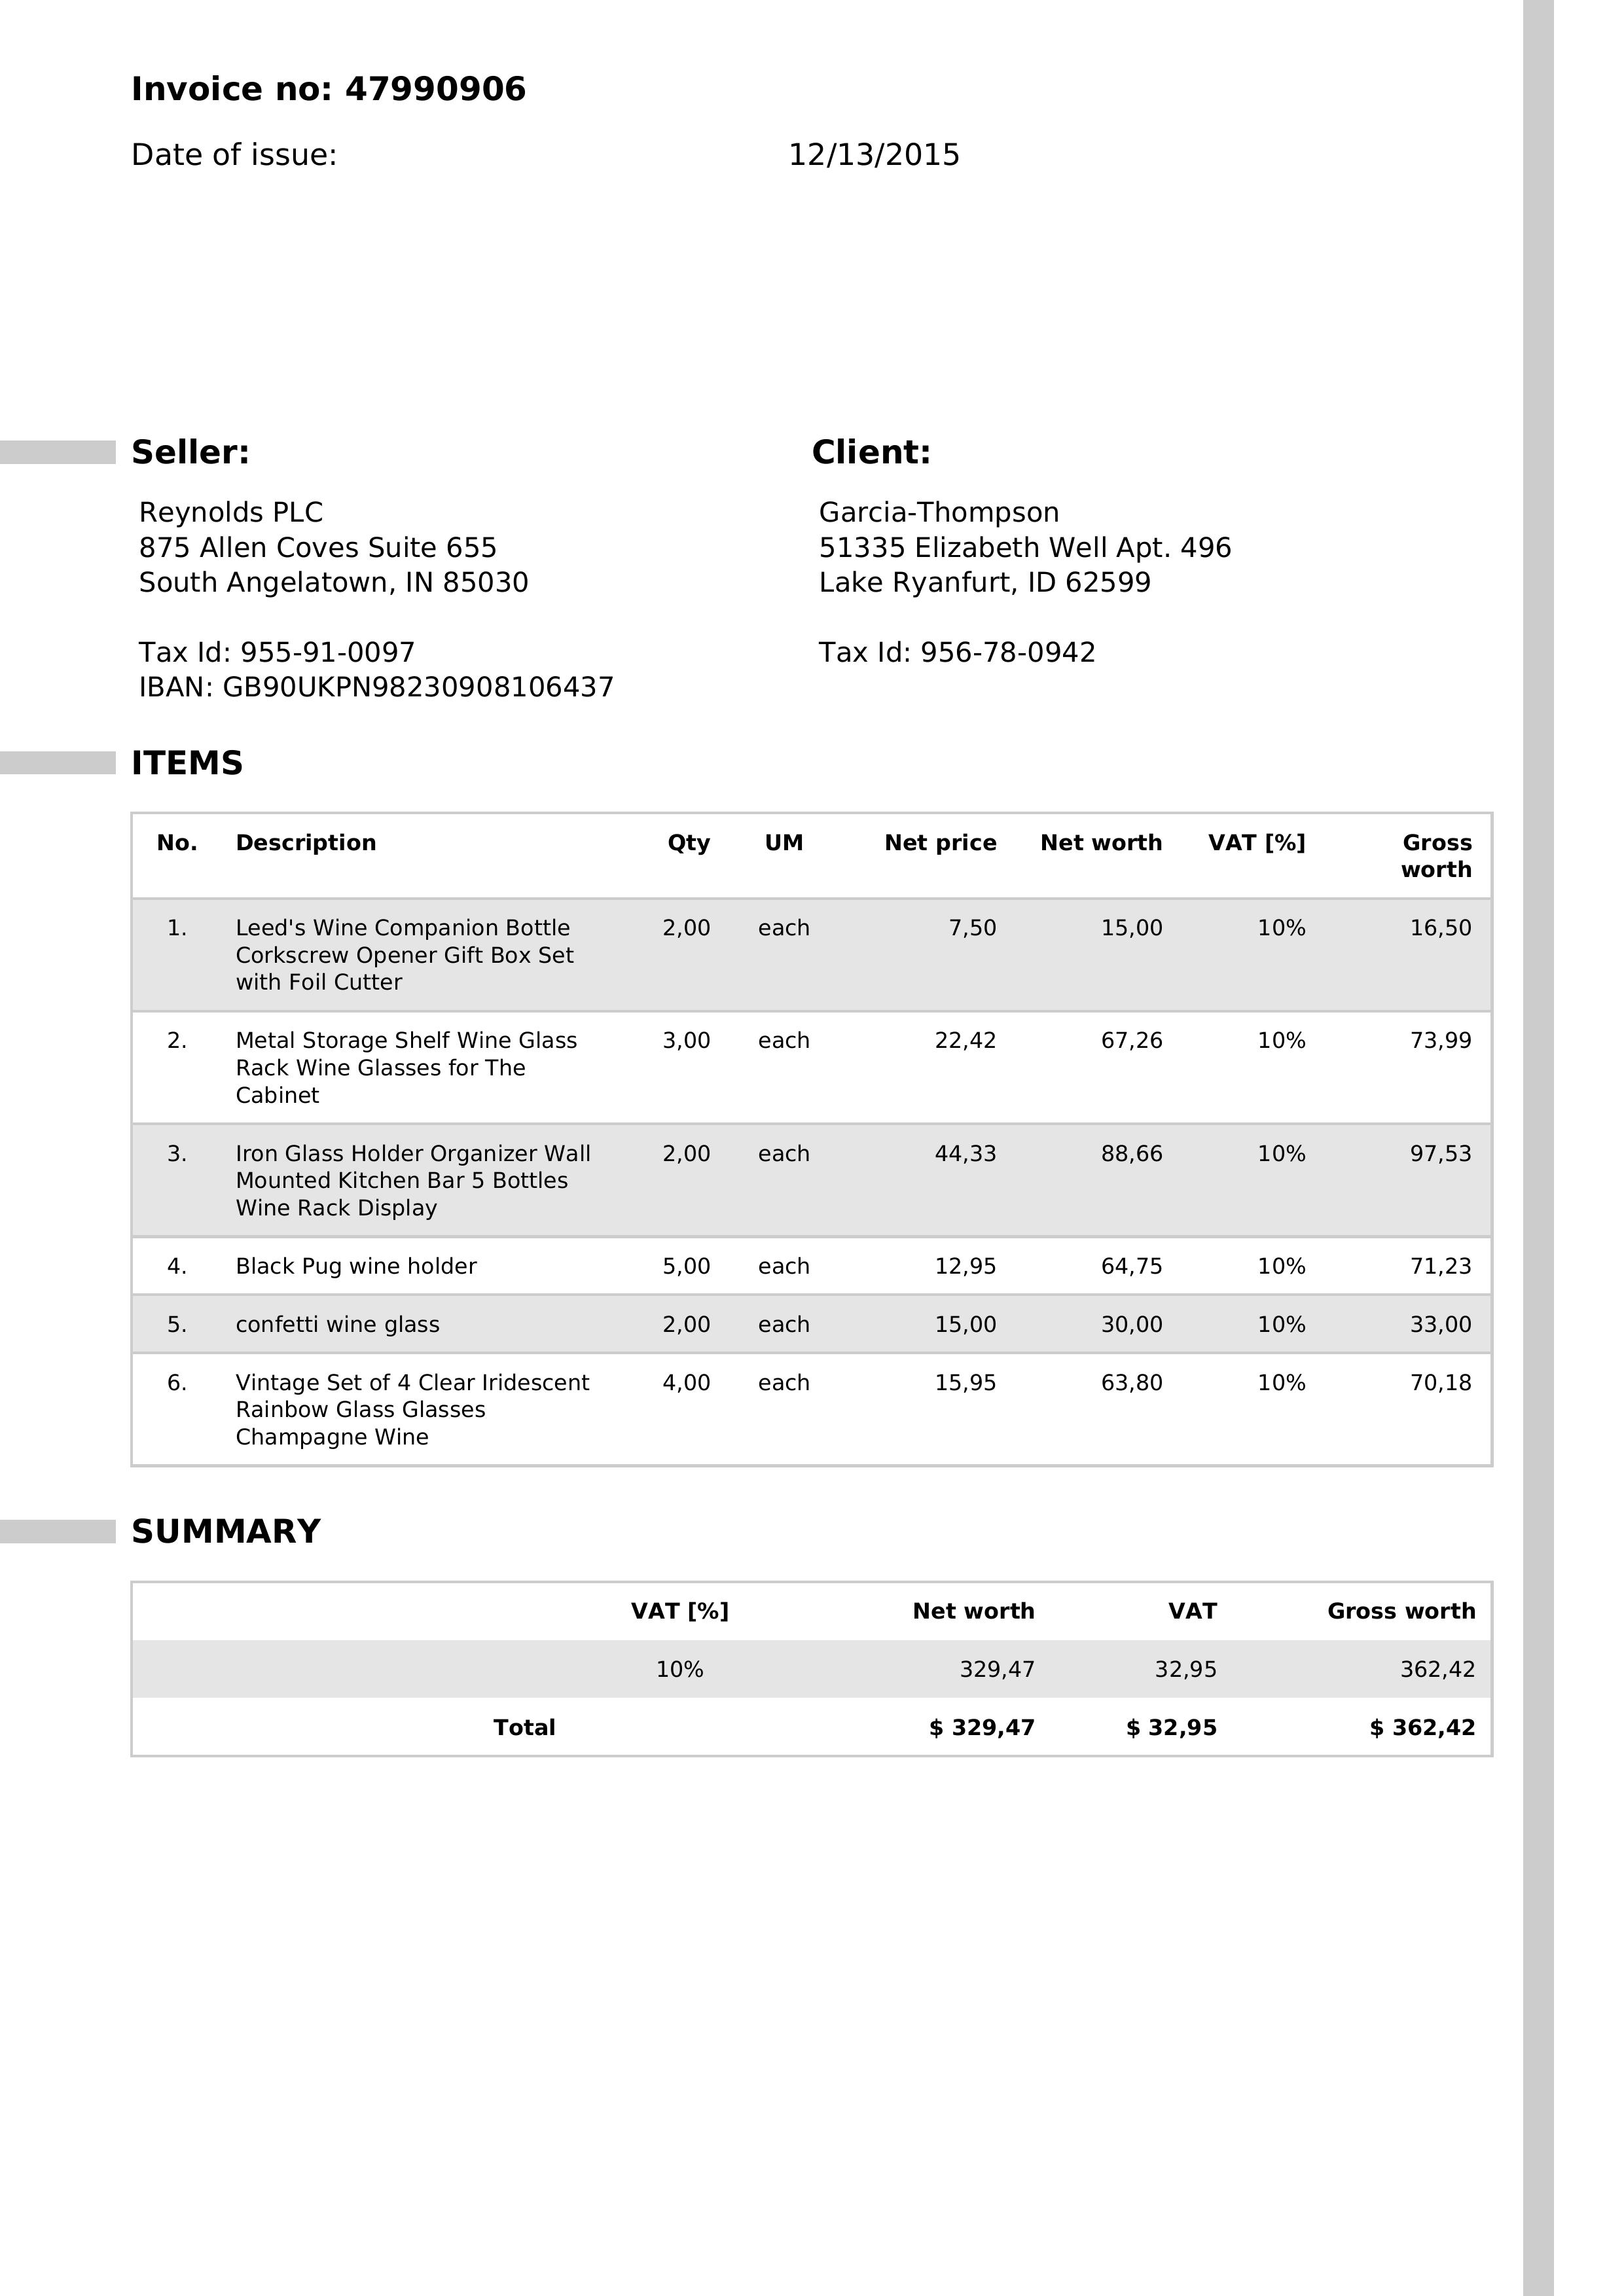 Invoice no: 47990906
Date of issue: 12/13/2015
Seller:
Reynolds PLC
875 Allen Coves Suite 655
South Angelatown, IN 85030
Tax Id: 955-91-0097
IBAN: GB90UKPN98230908106437
Client:
Garcia-Thompson
51335 Elizabeth Well Apt. 496
Lake Ryanfurt, ID 62599
Tax Id: 956-78-0942
ITEMS
No. Description Qty UM Net price Net worth VAT [%] Gross
worth
1. Leed's Wine Companion Bottle 2,00 each 7,50 15,00 10% 16,50
Corkscrew Opener Gift Box Set
with Foil Cutter
2. Metal Storage Shelf Wine Glass 3,00 each 22,42 67,26 10% 73,99
Rack Wine Glasses for The
Cabinet
3. Iron Glass Holder Organizer Wall 2,00 each 44,33 88,66 10% 97,53
Mounted Kitchen Bar 5 Bottles
Wine Rack Display
4. Black Pug wine holder 5,00 each 12,95 64,75 10% 71,23
5. confetti wine glass 2,00 each 15,00 30,00 10% 33,00
6. Vintage Set of 4 Clear Iridescent 4,00 each 15,95 63,80 10% 70,18
Rainbow Glass Glasses
Champagne Wine
SUMMARY
VAT [%] Net worth VAT Gross worth
10% 329,47 32,95 362,42
Total $ 329,47 $ 32,95 $ 362,42